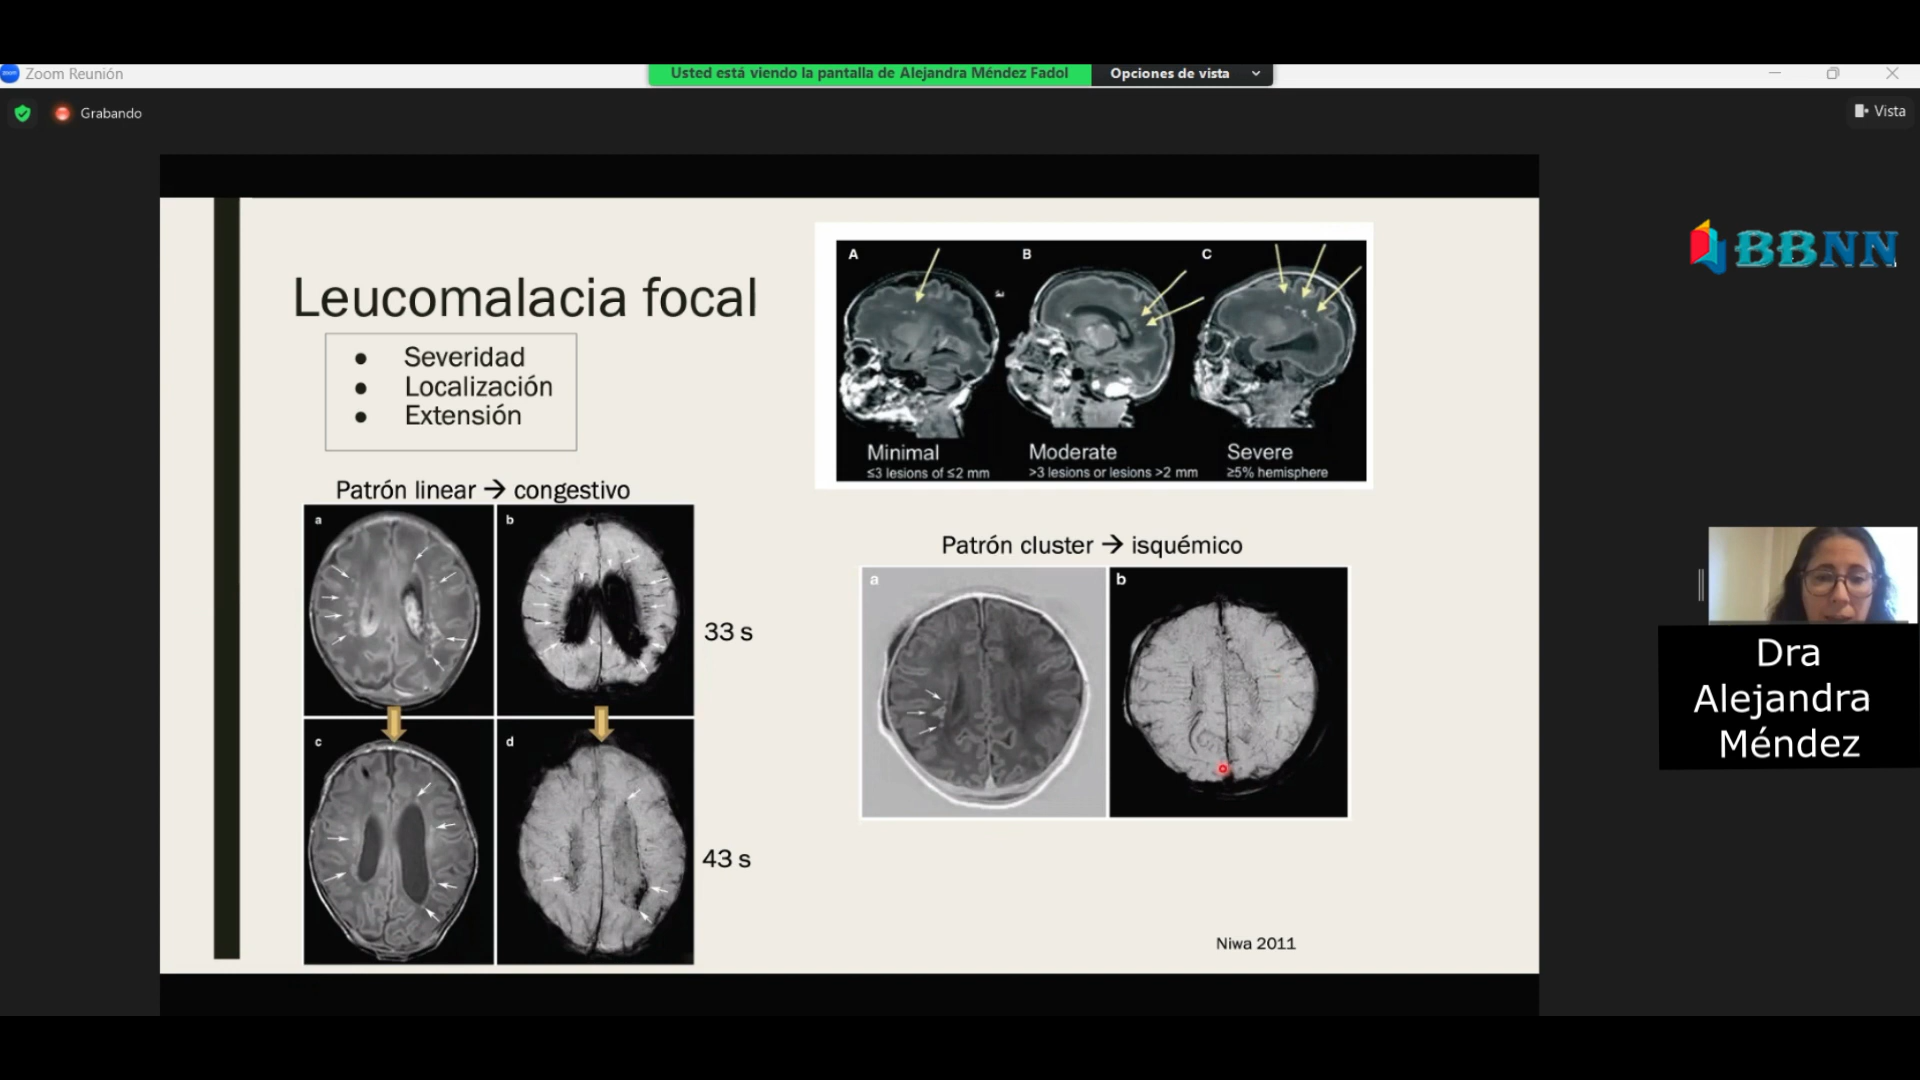 Zoom Reunión
Usted está viendo la pantalla de Alejandra Méndez Fadol
Opciones de vista
Grabando
Vista
Leucomalacia focal
● Severidad
● Localización
● Extensión
A
B
C
Minimal
≤3 lesions of ≤2 mm
Moderate
>3 lesions or lesions >2 mm
Severe
≥5% hemisphere
Patrón linear → congestivo
a
b
33 s
c
d
43 s
Patrón cluster → isquémico
a
b
Niwa 2011
BBNN
Dra
Alejandra
Méndez